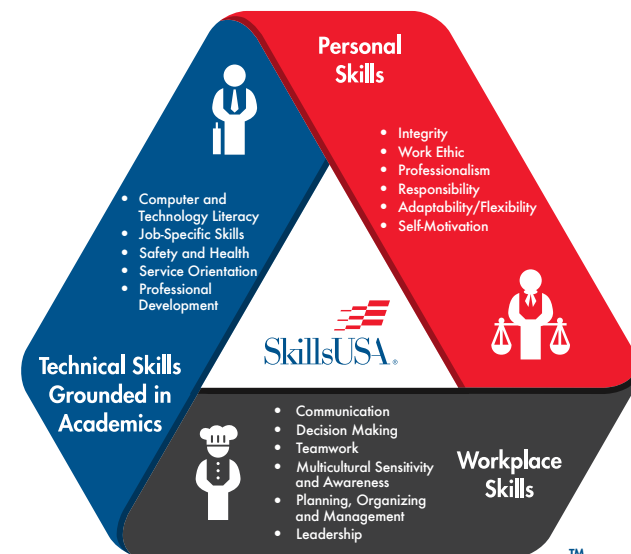 Personal
Skills
• Integrity
• Work Ethic
• Professionalism
• Responsibility
• Adaptability/Flexibility
• Self-Motivation
• Computer and
Technology Literacy
• Job-Specific Skills
• Safety and Health
• Service Orientation
• Professional
Development
Technical Skills
Grounded in
Academics
SkillsUSA®
• Communication
• Decision Making
• Teamwork
• Multicultural Sensitivity
and Awareness
• Planning, Organizing
and Management
• Leadership
Workplace
Skills
TM